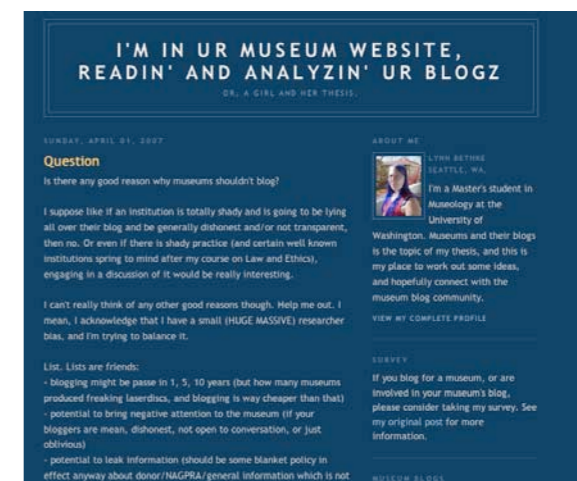 I'M IN UR MUSEUM WEBSITE,
READIN' AND ANALYZIN' UR BLOGZ
OR, A GIRL AND HER THESIS.
SUNDAY, APRIL 01, 2007
Question
Is there any good reason why museums shouldn't blog?
I suppose like if an institution is totally shady and is going to be lying
all over their blog and be generally dishonest and/or not transparent,
then no. Or even if there is shady practice (and certain well known
institutions spring to mind after my course on Law and Ethics),
engaging in a discussion of it would be really interesting.
I can't really think of any other good reasons though. Help me out. I
mean, I acknowledge that I have a small (HUGE MASSIVE) researcher
bias, and I'm trying to balance it.
List. Lists are friends:
- blogging might be passe in 1, 5, 10 years (but how many museums
produced freaking laserdiscs, and blogging is way cheaper than that)
- potential to bring negative attention to the museum (if your
bloggers are mean, dishonest, not open to conversation, or just
oblivious)
- potential to leak information (should be some blanket policy in
effect anyway about donor/NAGPRA/general information which is not
ABOUT ME
LYNN BETHKE
SEATTLE, WA.
I'm a Master's student in
Museology at the
University of
Washington. Museums and their blogs
is the topic of my thesis, and this is
my place to work out some ideas,
and hopefully connect with the
museum blog community.
VIEW MY COMPLETE PROFILE
SURVEY
If you blog for a museum, or are
involved in your museum's blog,
please consider taking my survey. See
my original post for more
information.
MUSEUM BLOGS